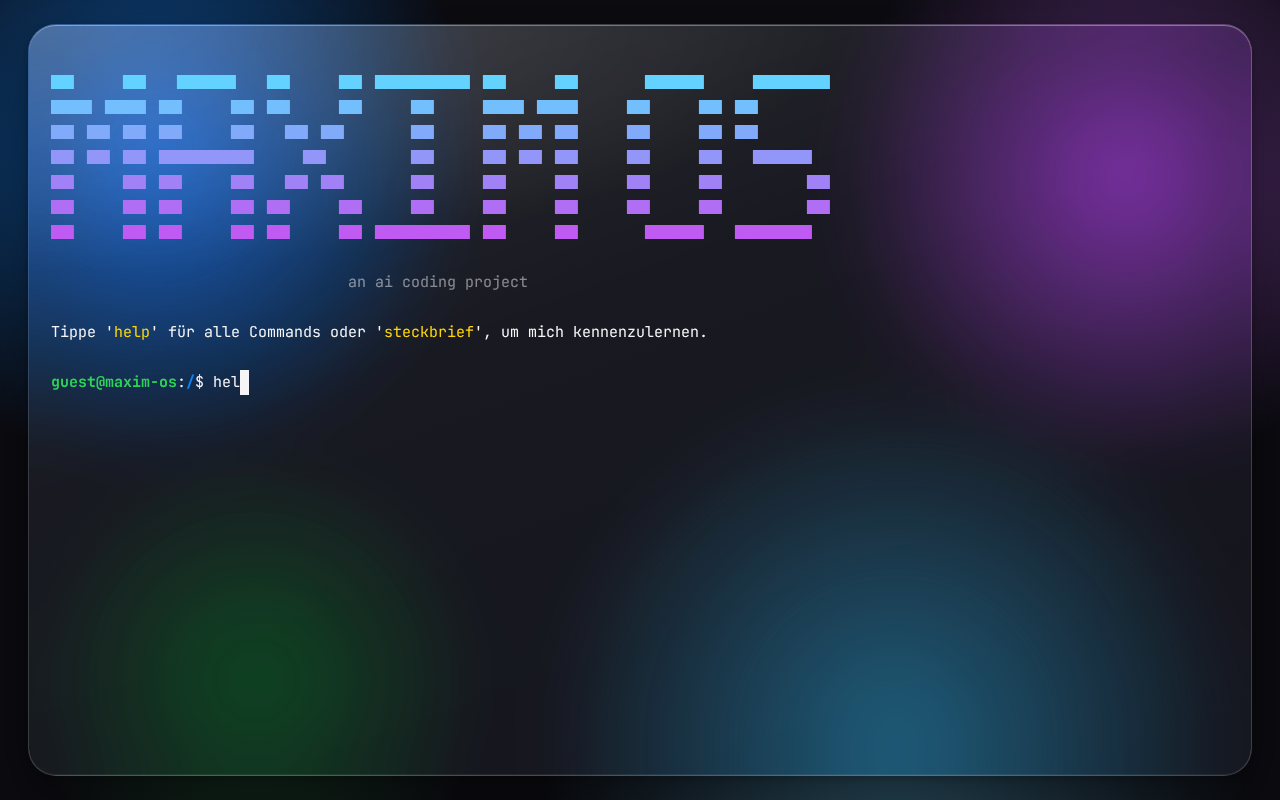 MAXIM OS
an ai coding project
Tippe 'help' für alle Commands oder 'steckbrief', um mich kennenzulernen.
guest@maxim-os:/$ hel